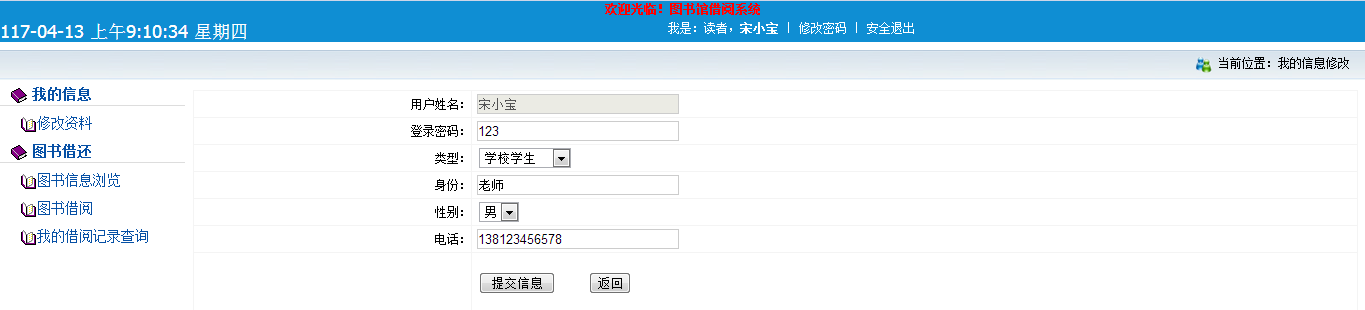 欢迎光临！图书馆借阅系统
117-04-13 上午9:10:34 星期四
我是：读者，宋小宝 | 修改密码 | 安全退出
当前位置：我的信息修改
我的信息
修改资料
图书借还
图书信息浏览
图书借阅
我的借阅记录查询
用户姓名： 宋小宝
登录密码： 123
类型： 学校学生
身份： 老师
性别： 男
电话： 138123456578
提交信息 返回